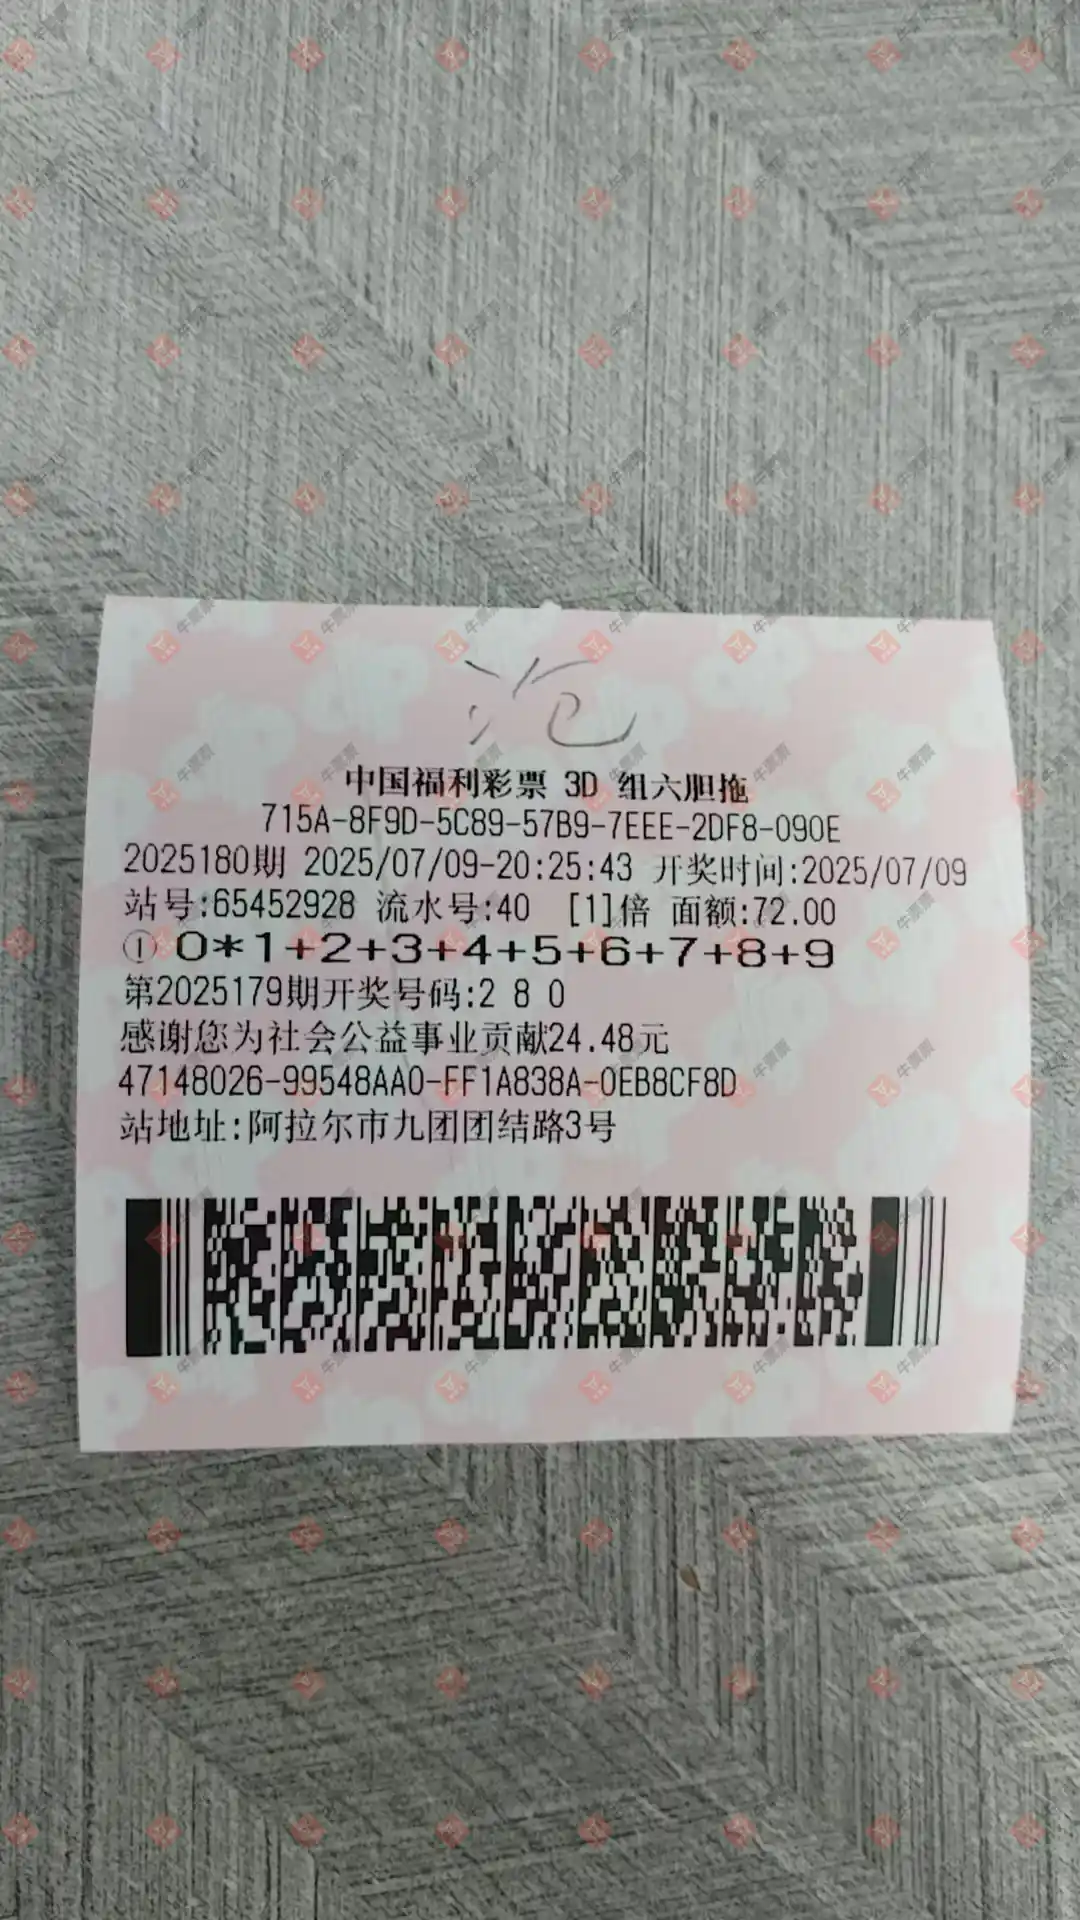 泡
中国福利彩票 3D 组六胆拖
715A-8F9D-5C89-57B9-7EEE-2DF8-090E
2025180期 2025/07/09-20:25:43 开奖时间:2025/07/09
站号:65452928 流水号:40 [1]倍 面额:72.00
① 0*1+2+3+4+5+6+7+8+9
第2025179期开奖号码:2 8 0
感谢您为社会公益事业贡献24.48元
47148026-99548AA0-FF1A838A-0EB8CF8D
站地址:阿拉尔市九团团结路3号
牛票票